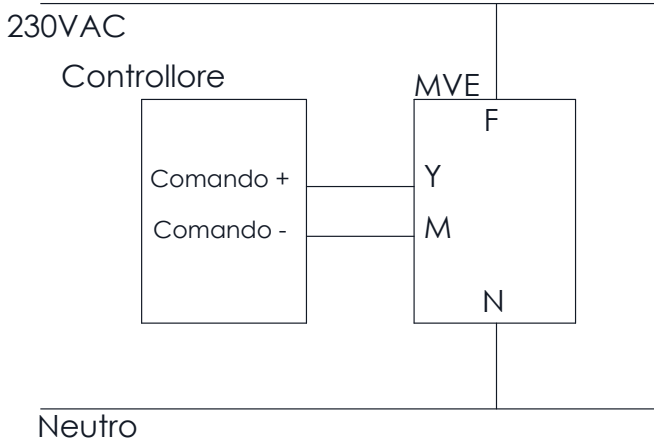 230VAC
Controllore
MVE
F
Comando +
Y
Comando -
M
N
Neutro